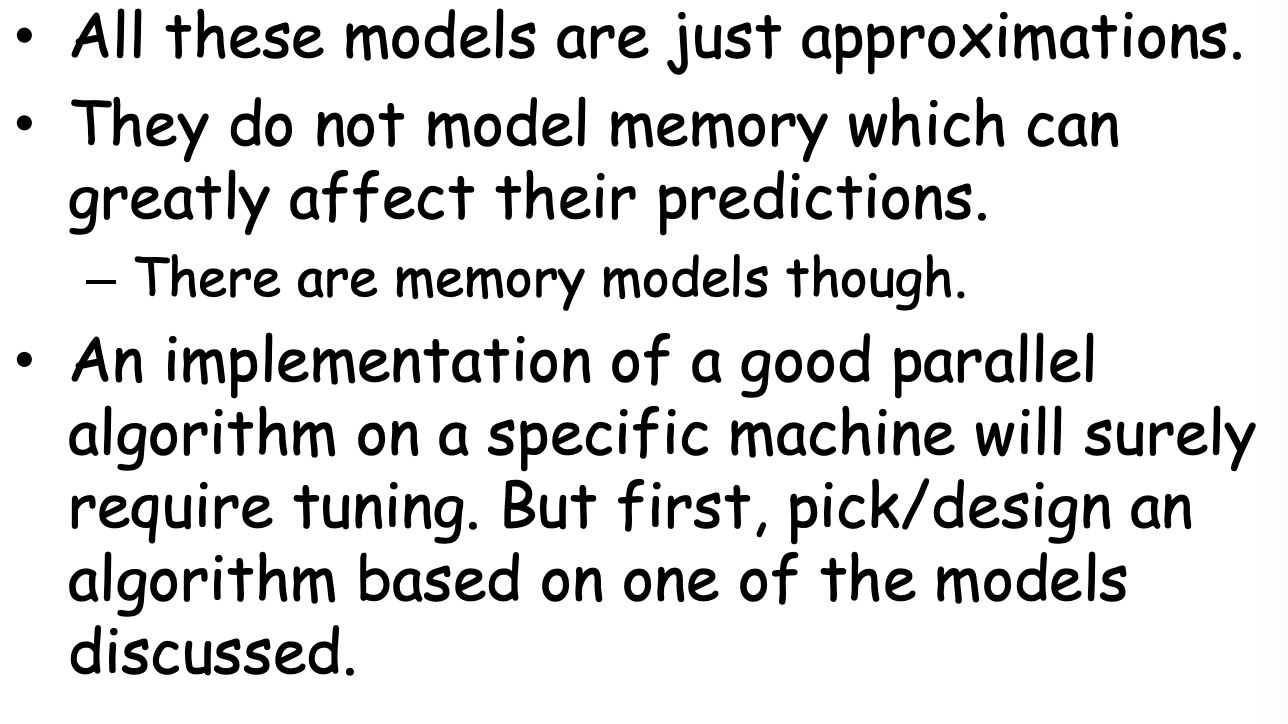 • All these models are just approximations.
• They do not model memory which can
greatly affect their predictions.
– There are memory models though.
• An implementation of a good parallel
algorithm on a specific machine will surely
require tuning. But first, pick/design an
algorithm based on one of the models
discussed.